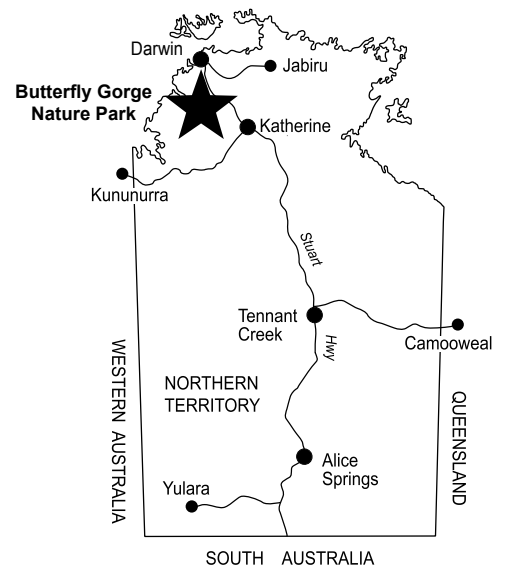 Darwin
Jabiru
Butterfly Gorge
Nature Park
Katherine
Kununurra
Stuart
Tennant
Creek
Hwy
Camooweal
WESTERN AUSTRALIA
NORTHERN
TERRITORY
QUEENSLAND
Alice
Springs
Yulara
SOUTH AUSTRALIA